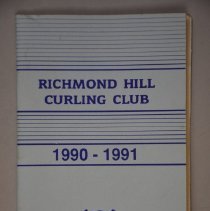 RICHMOND HILL
CURLING CLUB
1990 - 1991